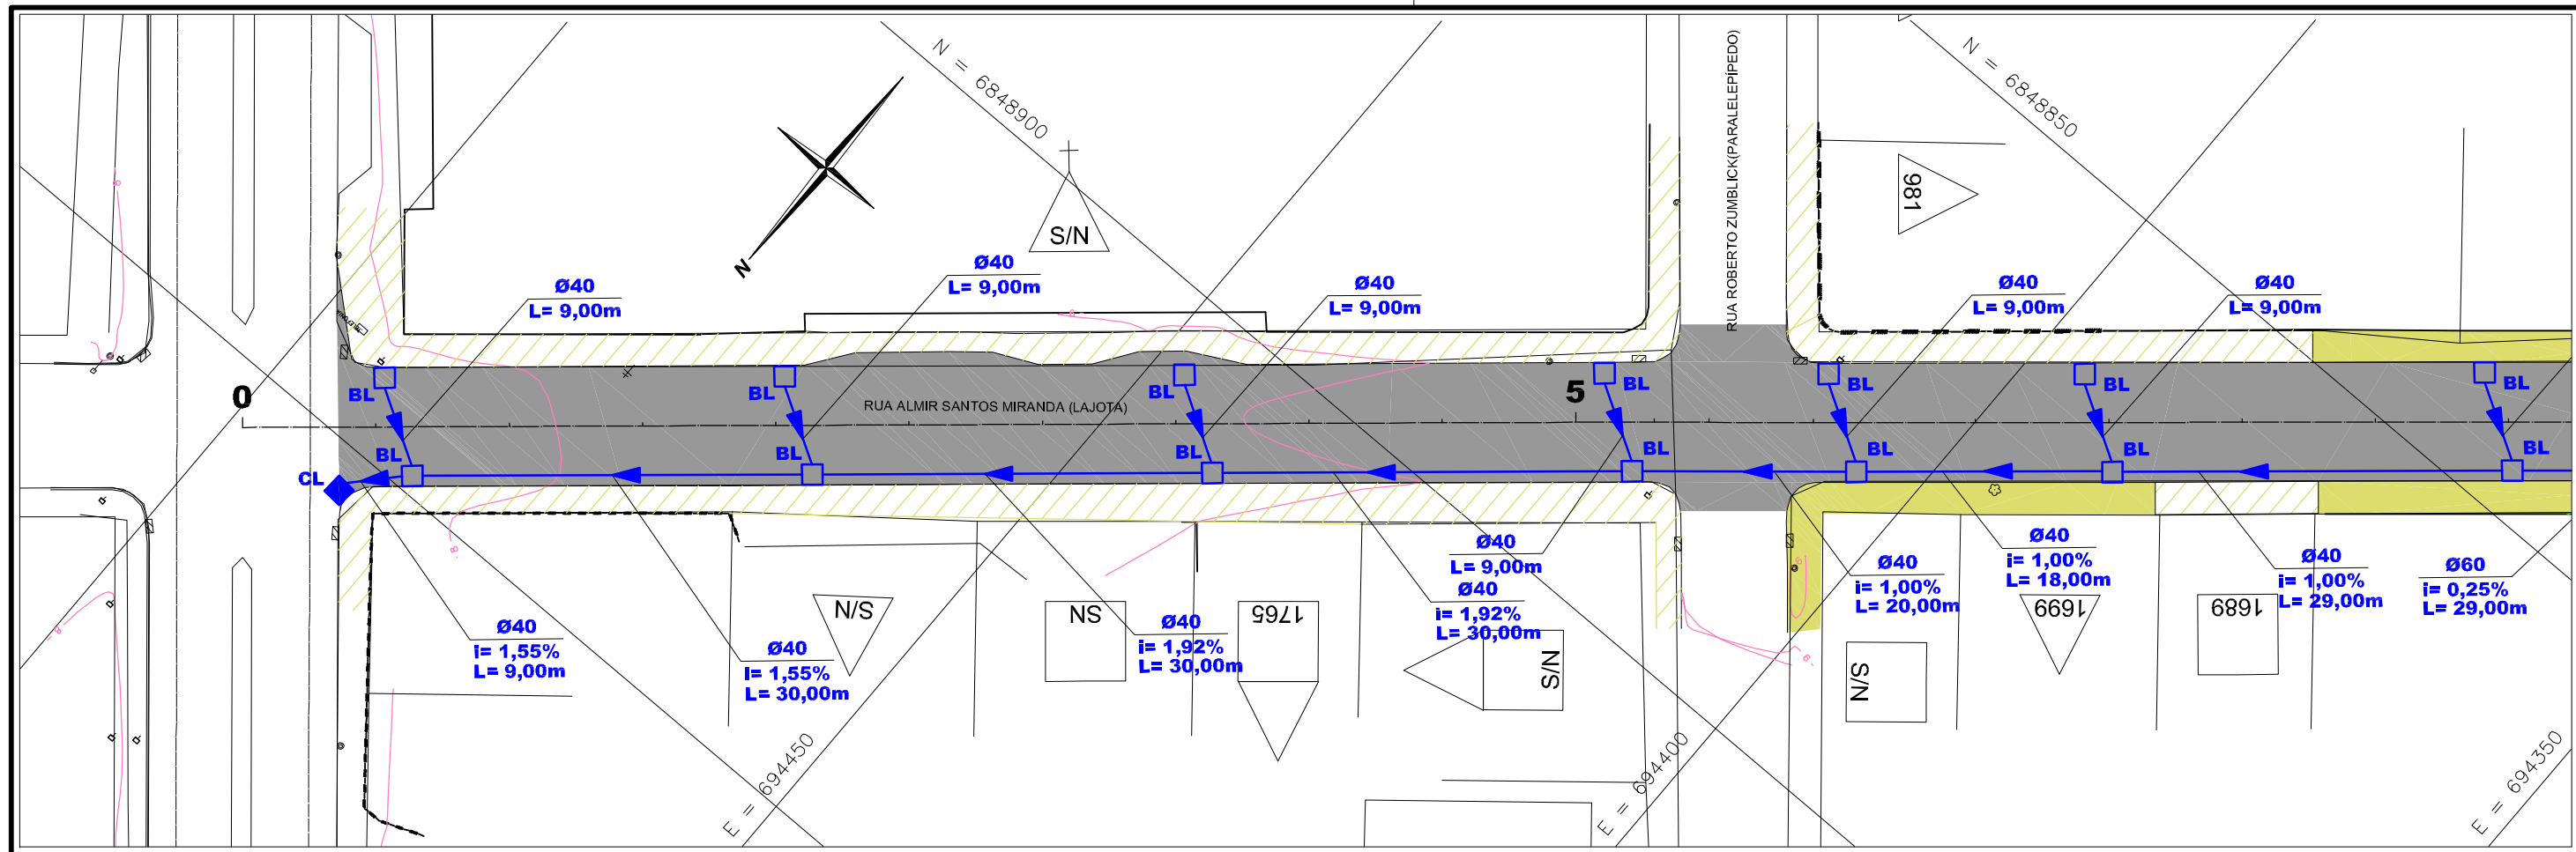 N = 6848900
N = 6848850
RUA ROBERTO ZUMBLICK(PARALELEPÍPEDO)
981
S/N
N
Ø40
L= 9,00m
Ø40
L= 9,00m
Ø40
L= 9,00m
Ø40
L= 9,00m
Ø40
L= 9,00m
0
5
BL
BL
BL
BL
BL
BL
BL
RUA ALMIR SANTOS MIRANDA (LAJOTA)
CL
BL
BL
BL
BL
BL
BL
BL
Ø40
L= 9,00m
Ø40
i= 1,92%
L= 30,00m
Ø40
i= 1,00%
L= 20,00m
Ø40
i= 1,00%
L= 18,00m
Ø40
i= 1,00%
L= 29,00m
Ø60
i= 0,25%
L= 29,00m
Ø40
i= 1,55%
L= 9,00m
Ø40
I= 1,55%
L= 30,00m
Ø40
i= 1,92%
L= 30,00m
S/N
SN
1765
N/S
S/N
1699
1689
E = 694450
E = 694400
E = 694350